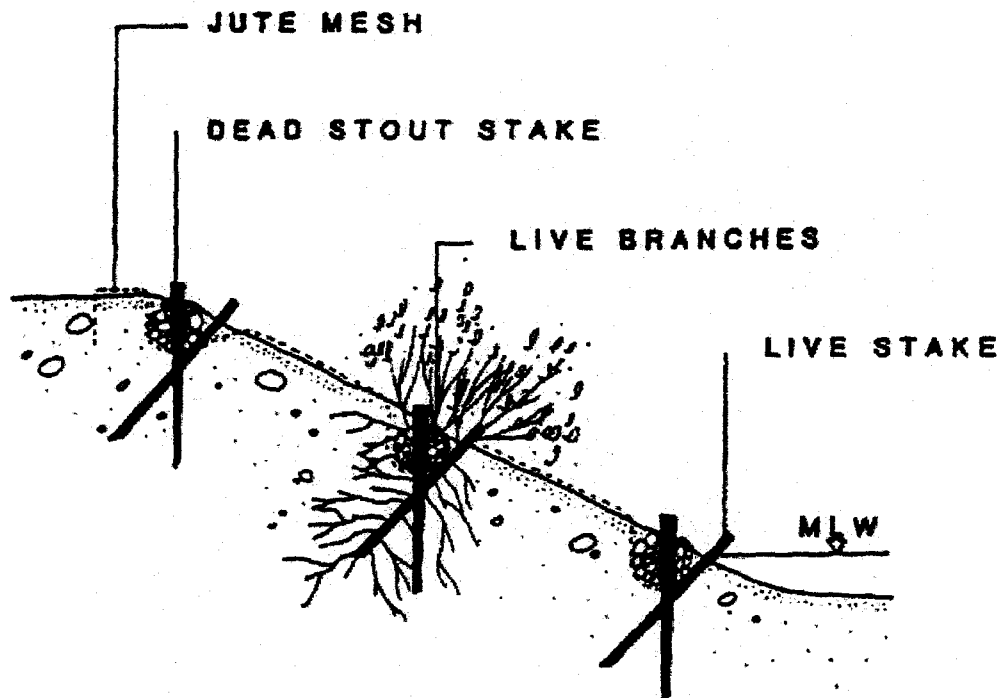 JUTE MESH
DEAD STOUT STAKE
LIVE BRANCHES
LIVE STAKE
MLW